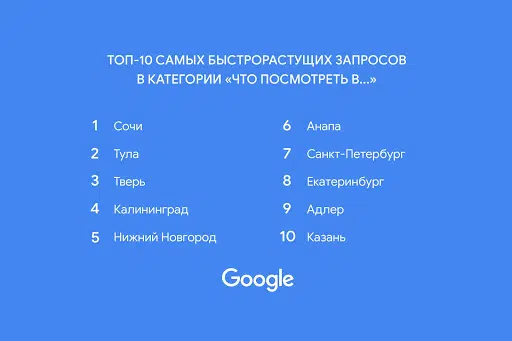 ТОП-10 САМЫХ БЫСТРОРАСТУЩИХ ЗАПРОСОВ
В КАТЕГОРИИ «ЧТО ПОСМОТРЕТЬ В...»
1 Сочи
2 Тула
3 Тверь
4 Калининград
5 Нижний Новгород
6 Анапа
7 Санкт-Петербург
8 Екатеринбург
9 Адлер
10 Казань
Google